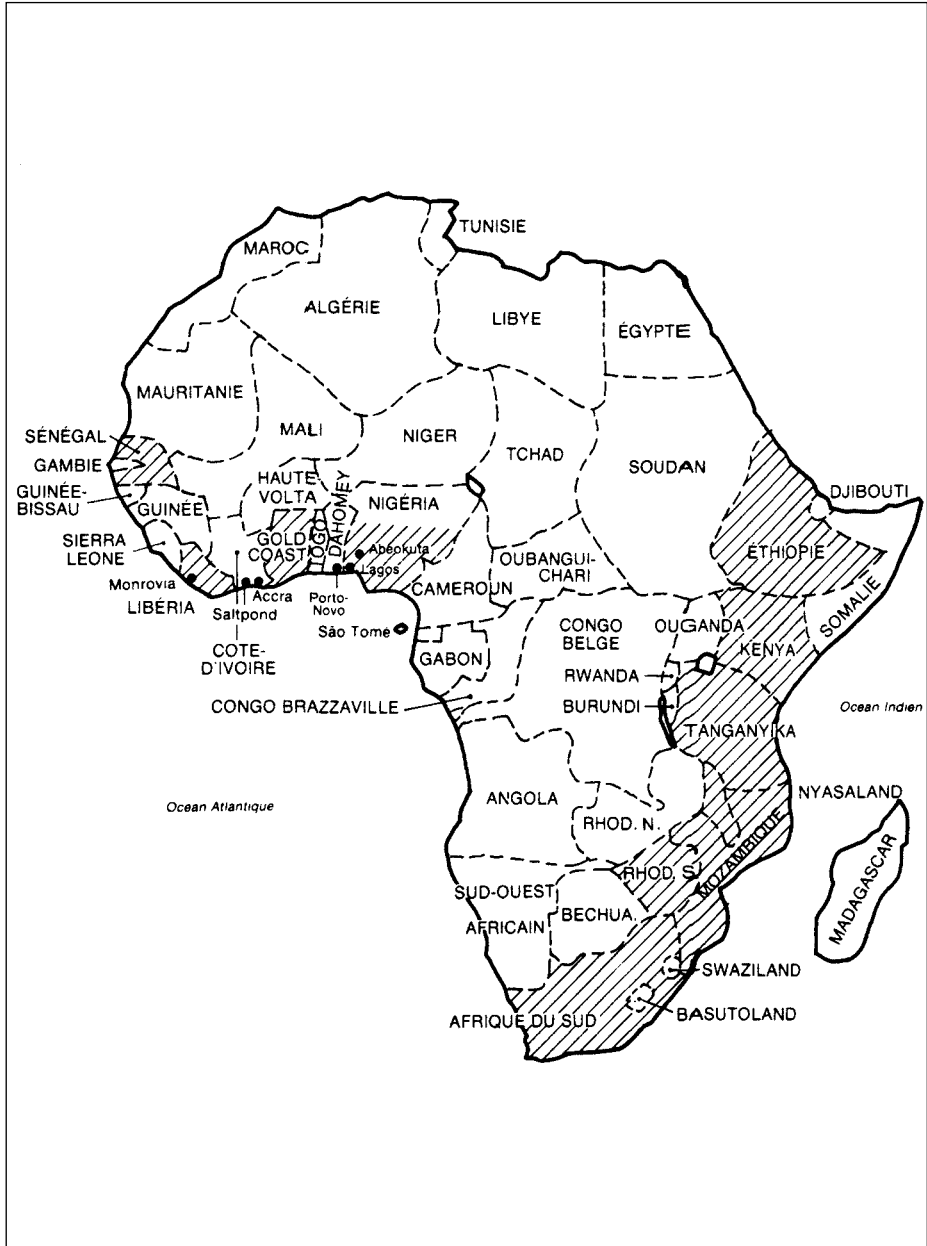 TUNISIE
MAROC
ALGÉRIE
LIBYE
ÉGYPTE
MAURITANIE
MALI
NIGER
TCHAD
SOUDAN
SÉNÉGAL
GAMBIE
GUINÉE-
BISSAU
GUINÉE
HAUTE
VOLTA
DAHOMEY
NIGÉRIA
DJIBOUTI
SIERRA
LEONE
GOLD
COAST
TOGO
Abéokuta
Lagos
OUBANGUI-
CHARI
ÉTHIOPIE
Monrovia
LIBÉRIA
Saltpond
Accra
Porto-
Novo
CAMEROUN
SOMALIE
São Tomé
CONGO
BELGE
OUGANDA
KENYA
COTE-
D'IVOIRE
GABON
RWANDA
CONGO BRAZZAVILLE
BURUNDI
Ocean Indien
TANGANYIKA
Ocean Atlantique
ANGOLA
NYASALAND
RHOD. N.
MOZAMBIQUE
RHOD. S.
MADAGASCAR
SUD-OUEST
AFRICAIN
BECHUA.
SWAZILAND
AFRIQUE DU SUD
BASUTOLAND